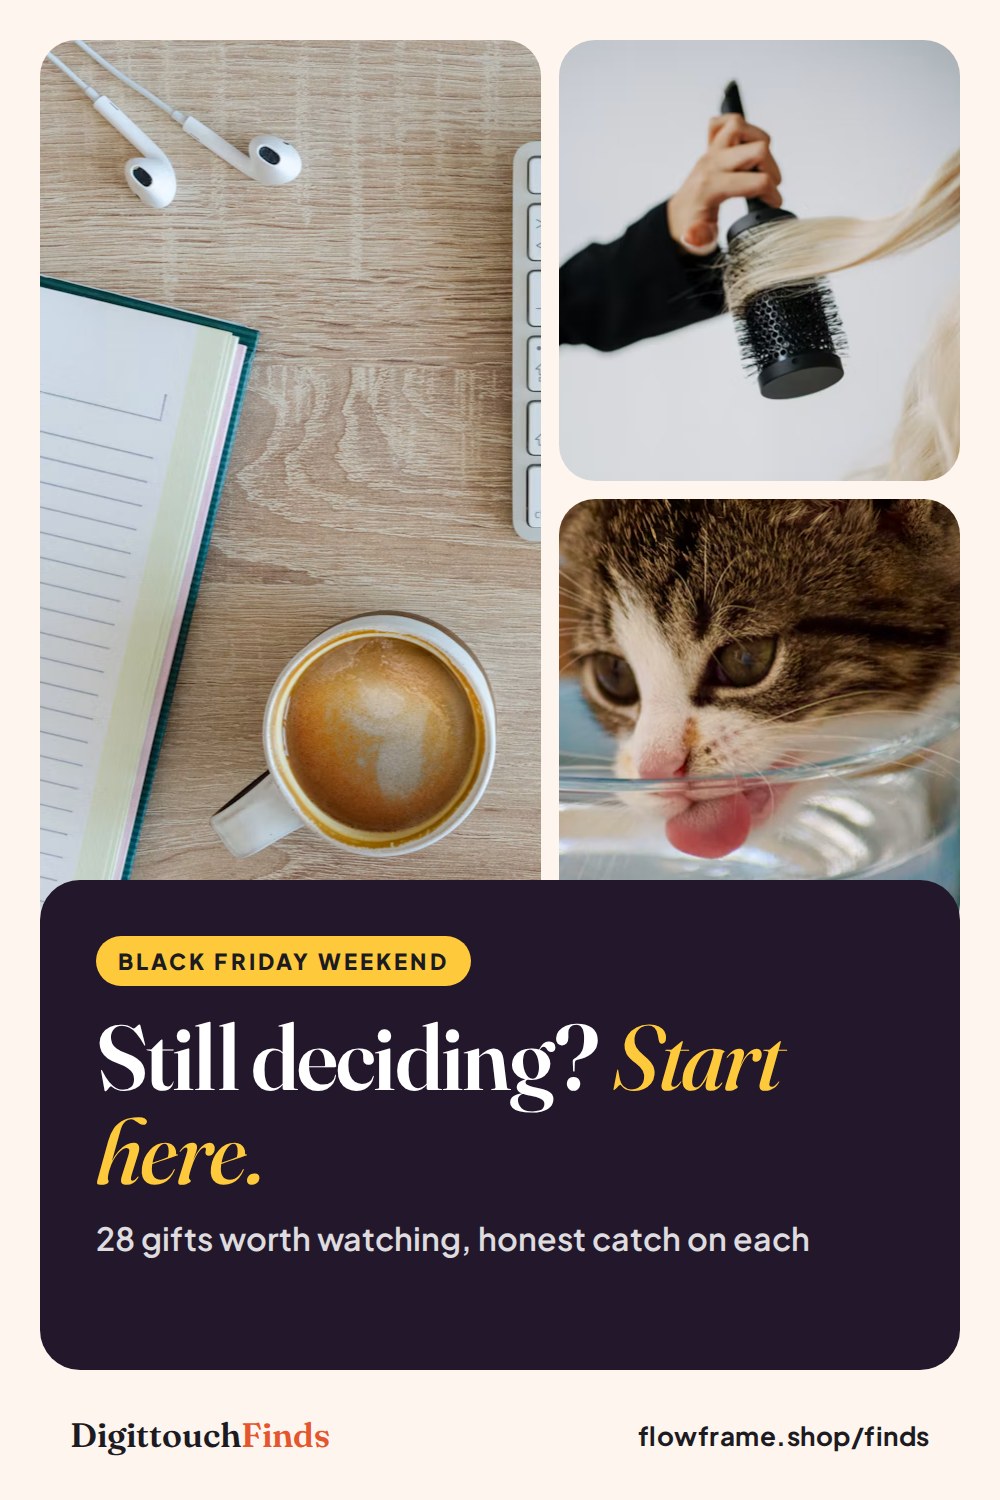 BLACK FRIDAY WEEKEND
Still deciding? Start
here.
28 gifts worth watching, honest catch on each
DigittouchFinds
flowframe.shop/finds